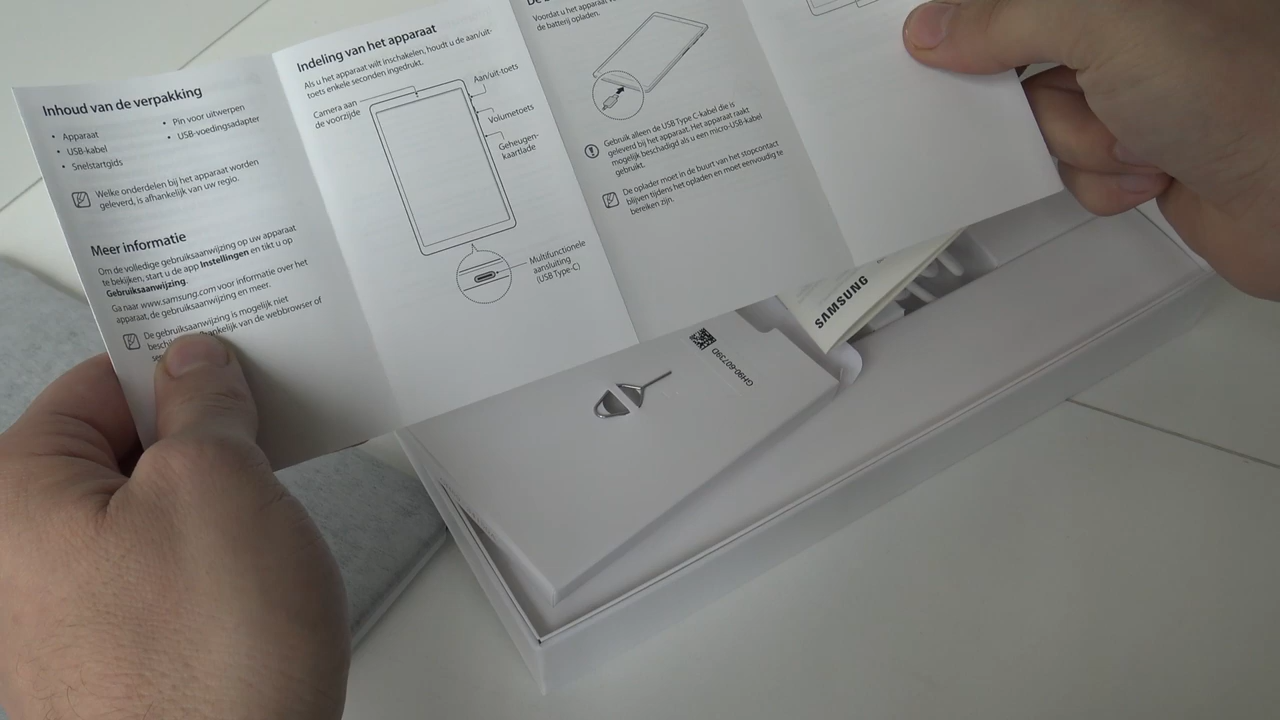 Inhoud van de verpakking
• Apparaat
• USB-kabel
• Snelstartgids
• Pin voor uitwerpen
• USB-voedingsadapter
Welke onderdelen bij het apparaat worden
geleverd, is afhankelijk van uw regio.
Meer informatie
Om de volledige gebruiksaanwijzing op uw apparaat
te bekijken, start u de app Instellingen en tikt u op
Gebruiksaanwijzing.
Ga naar www.samsung.com voor informatie over het
apparaat, de gebruiksaanwijzing en meer.
De gebruiksaanwijzing is mogelijk niet
van de webbrowser of
Indeling van het apparaat
Als u het apparaat wilt inschakelen, houdt u de aan/uit-
toets enkele seconden ingedrukt.
Camera aan
de voorzijde
Aan/uit-toets
Volumetoets
Geheugen-
kaartlade
Multifunctionele
aansluiting
(USB Type-C)
Voordat u het apparaat
de batterij opladen.
Gebruik alleen de USB Type C-kabel die is
geleverd bij het apparaat. Het apparaat raakt
mogelijk beschadigd als u een micro-USB-kabel
gebruikt.
De oplader moet in de buurt van het stopcontact
blijven tijdens het opladen en moet eenvoudig te
bereiken zijn.
SAMSUNG
GH90-60739D